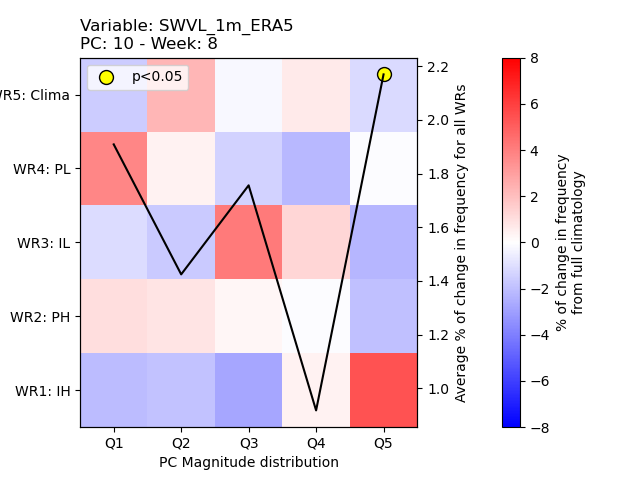 Variable: SWVL_1m_ERA5
PC: 10 - Week: 8
p<0.05
WR5: Clima
WR4: PL
WR3: IL
WR2: PH
WR1: IH
Q1 Q2 Q3 Q4 Q5
PC Magnitude distribution
2.2
2.0
1.8
1.6
1.4
1.2
1.0
Average % of change in frequency for all WRs
8
6
4
2
0
−2
−4
−6
−8
% of change in frequency
from full climatology